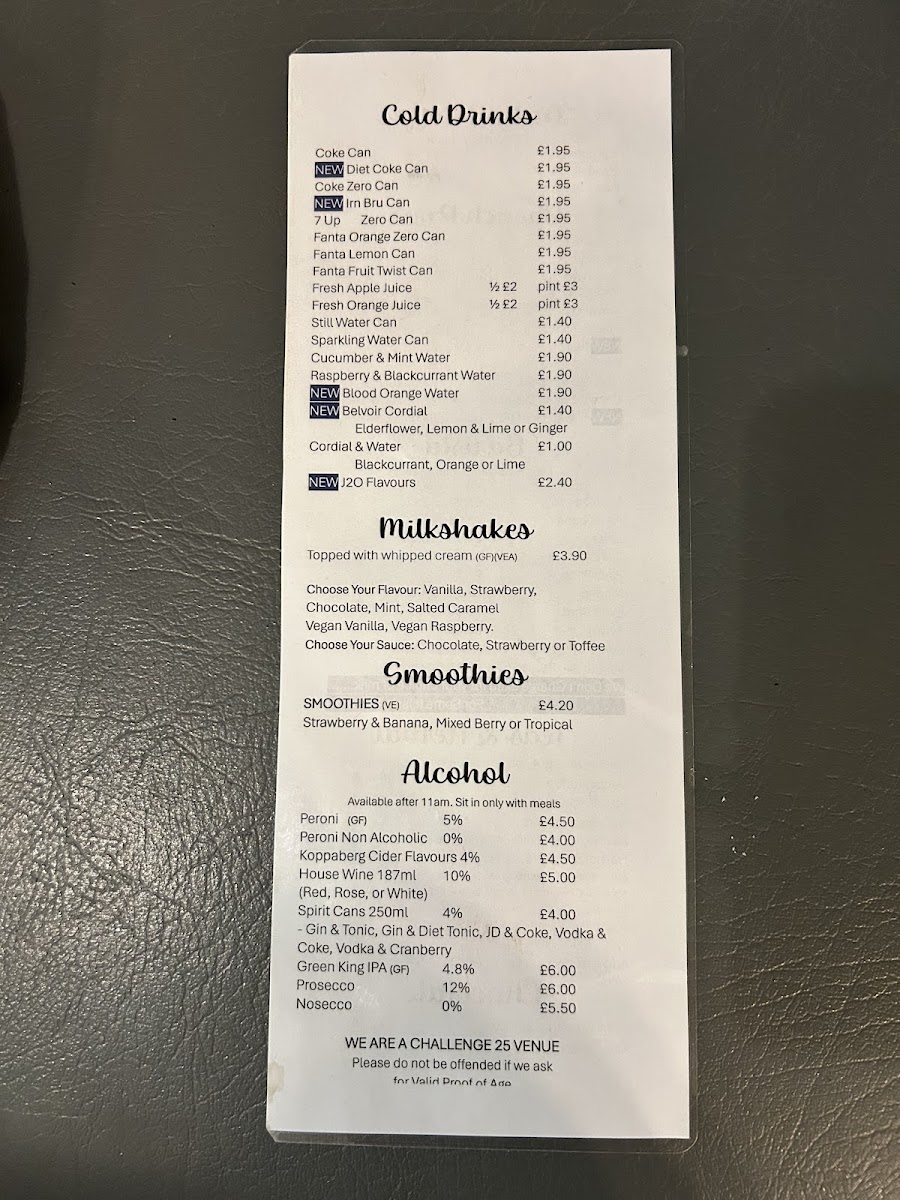 Cold Drinks
Coke Can £1.95
NEW Diet Coke Can £1.95
Coke Zero Can £1.95
NEW Irn Bru Can £1.95
7 Up Zero Can £1.95
Fanta Orange Zero Can £1.95
Fanta Lemon Can £1.95
Fanta Fruit Twist Can £1.95
Fresh Apple Juice ½ £2 pint £3
Fresh Orange Juice ½ £2 pint £3
Still Water Can £1.40
Sparkling Water Can £1.40
Cucumber & Mint Water £1.90
Raspberry & Blackcurrant Water £1.90
NEW Blood Orange Water £1.90
NEW Belvoir Cordial £1.40
Elderflower, Lemon & Lime or Ginger
Cordial & Water £1.00
Blackcurrant, Orange or Lime
NEW J2O Flavours £2.40
Milkshakes
Topped with whipped cream (GF)(VEA) £3.90
Choose Your Flavour: Vanilla, Strawberry,
Chocolate, Mint, Salted Caramel
Vegan Vanilla, Vegan Raspberry.
Choose Your Sauce: Chocolate, Strawberry or Toffee
Smoothies
SMOOTHIES (VE) £4.20
Strawberry & Banana, Mixed Berry or Tropical
Alcohol
Available after 11am. Sit in only with meals
Peroni (GF) 5% £4.50
Peroni Non Alcoholic 0% £4.00
Koppaberg Cider Flavours 4% £4.50
House Wine 187ml 10% £5.00
(Red, Rose, or White)
Spirit Cans 250ml 4% £4.00
- Gin & Tonic, Gin & Diet Tonic, JD & Coke, Vodka &
Coke, Vodka & Cranberry
Green King IPA (GF) 4.8% £6.00
Prosecco 12% £6.00
Nosecco 0% £5.50
WE ARE A CHALLENGE 25 VENUE
Please do not be offended if we ask
for Valid Proof of Age